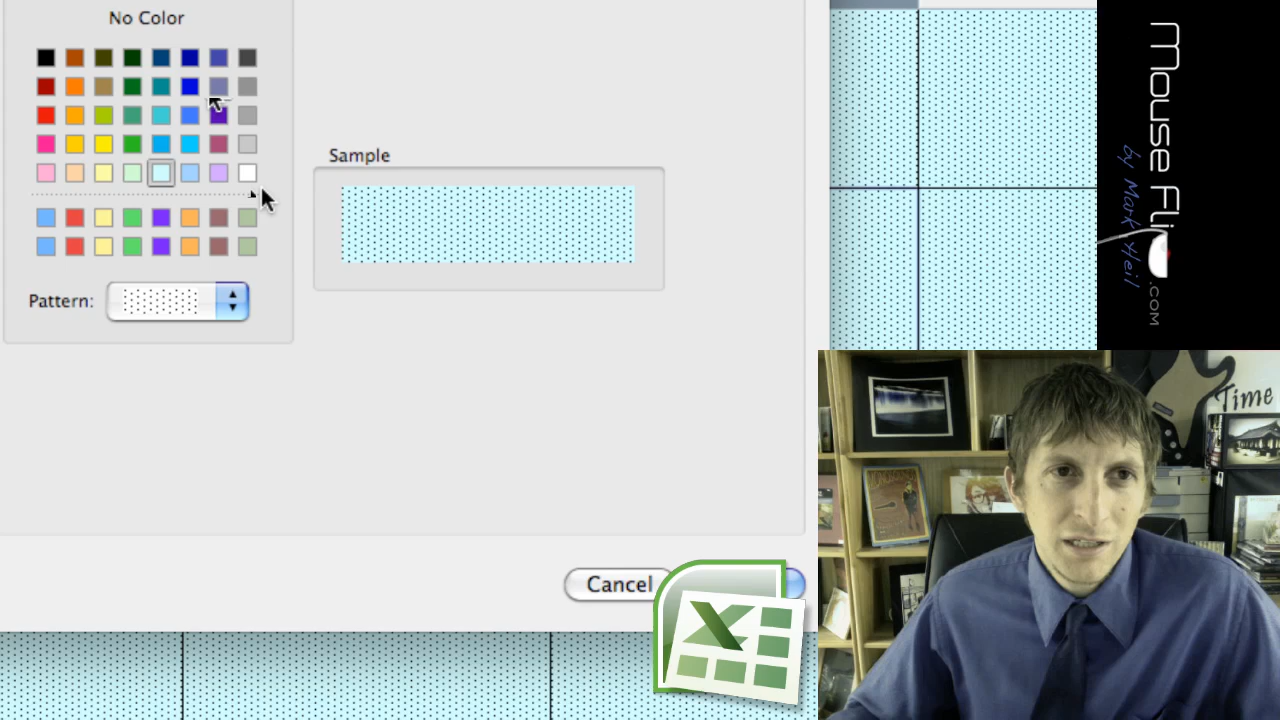 No Color
Sample
Pattern:
Cancel
Mouse Fli
.COM
by Mark Heil
Time